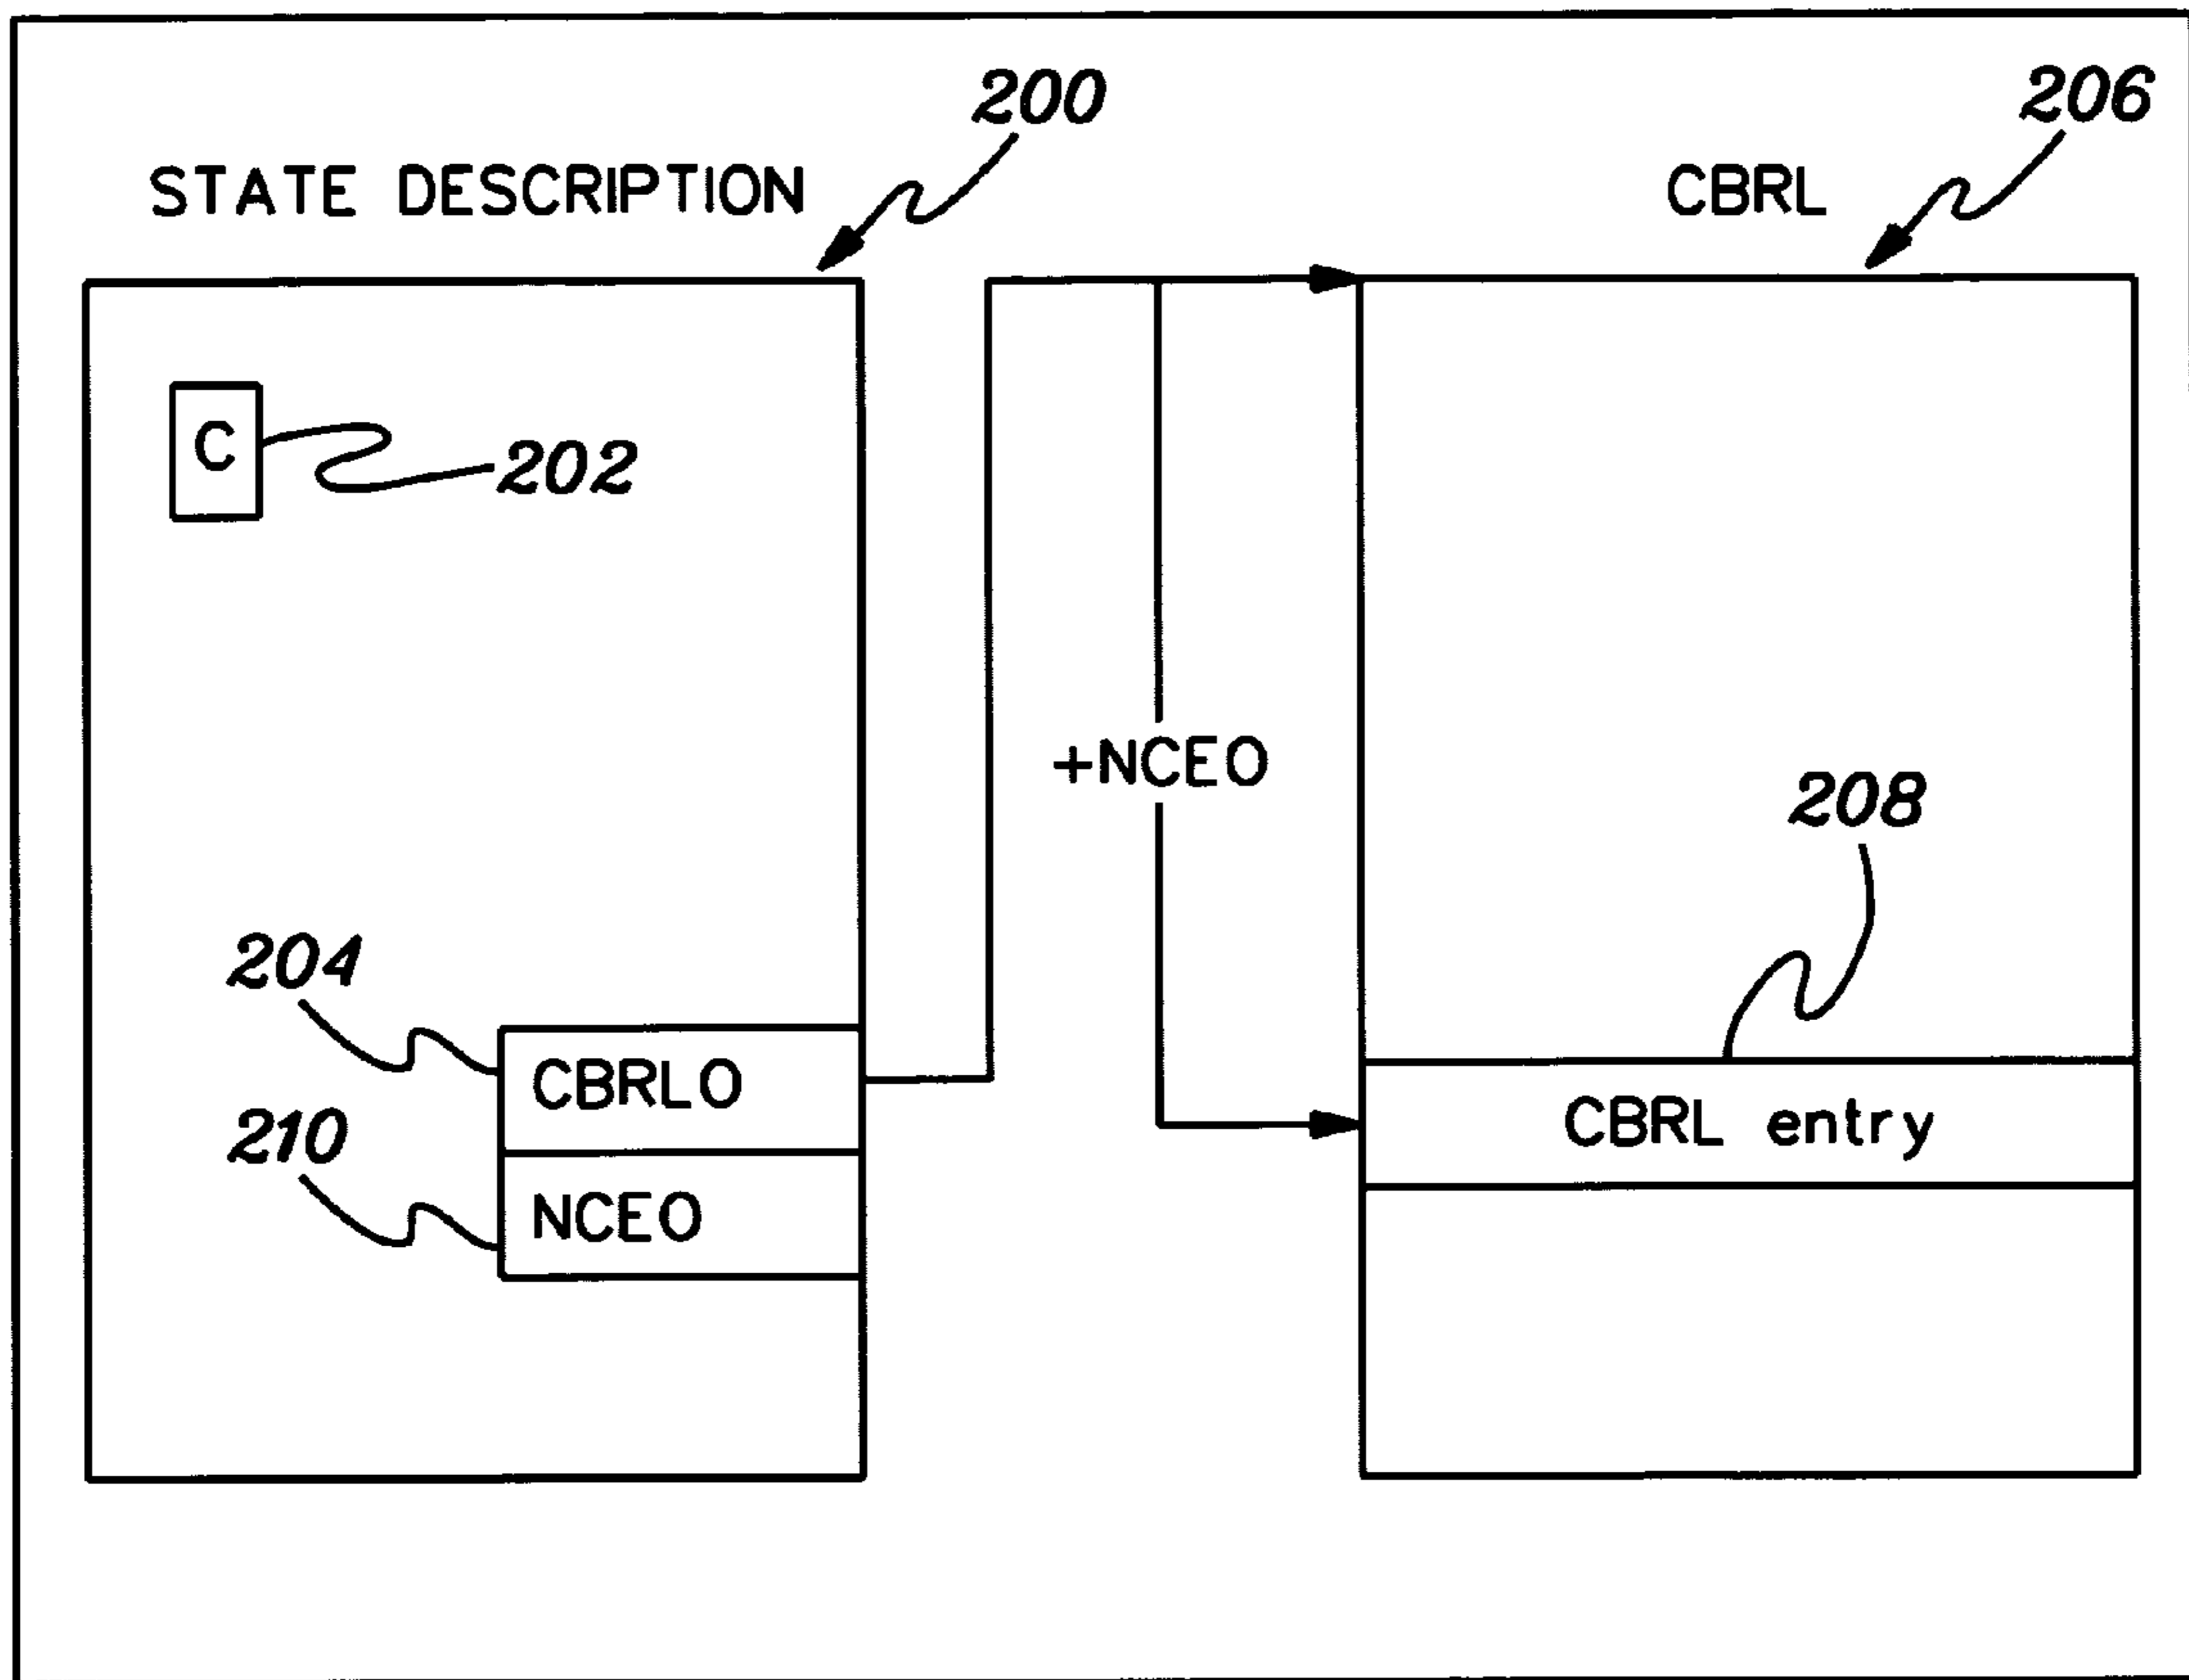 200
206
STATE DESCRIPTION
CBRL
C
202
+NCEO
208
204
CBRLO
CBRL entry
210
NCEO